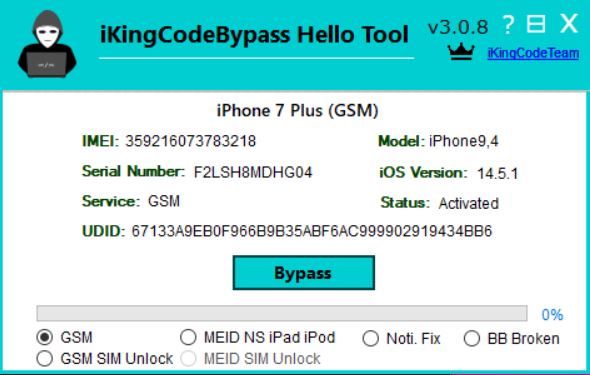 iKingCodeBypass Hello Tool v3.0.8 ? X
iKingCodeTeam
iPhone 7 Plus (GSM)
IMEI: 359216073783218 Model: iPhone9,4
Serial Number: F2LSH8MDHG04 iOS Version: 14.5.1
Service: GSM Status: Activated
UDID: 67133A9EB0F966B9B35ABF6AC999902919434BB6
Bypass
0%
GSM MEID NS iPad iPod Noti. Fix BB Broken
GSM SIM Unlock MEID SIM Unlock